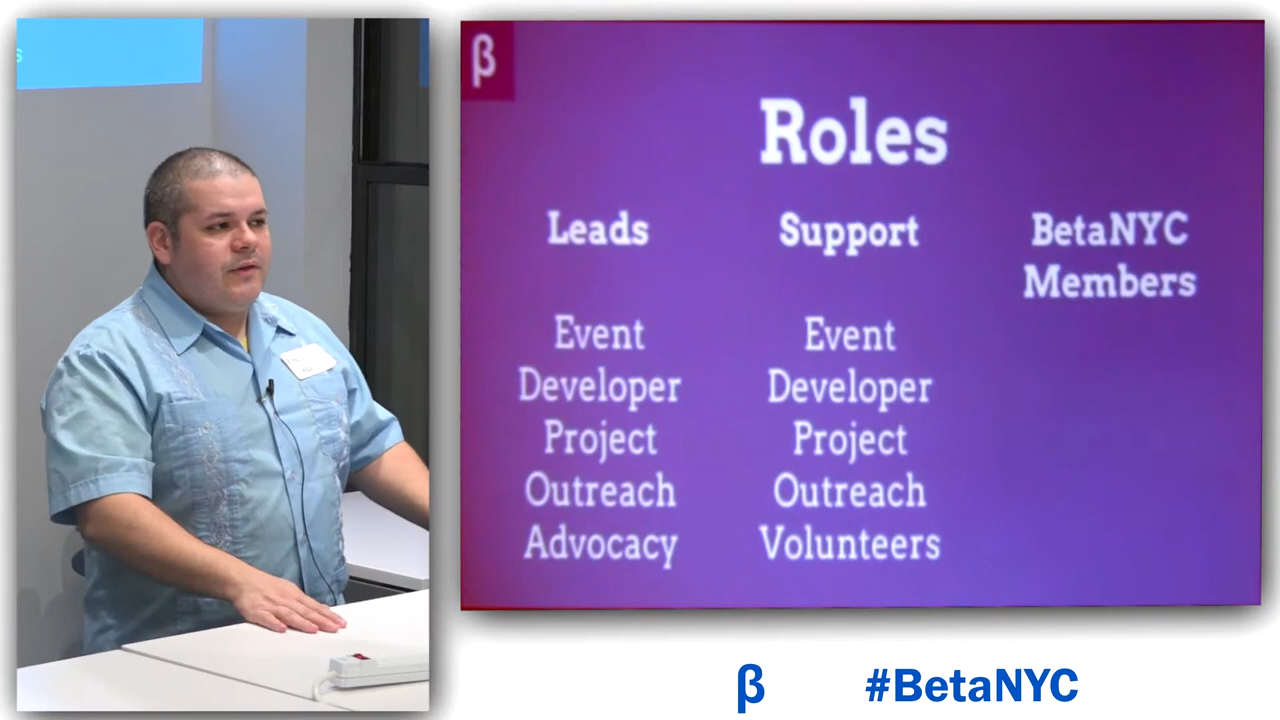 s
β
Roles
Leads Support BetaNYC
Members
Event Event
Developer Developer
Project Project
Outreach Outreach
Advocacy Volunteers
β #BetaNYC